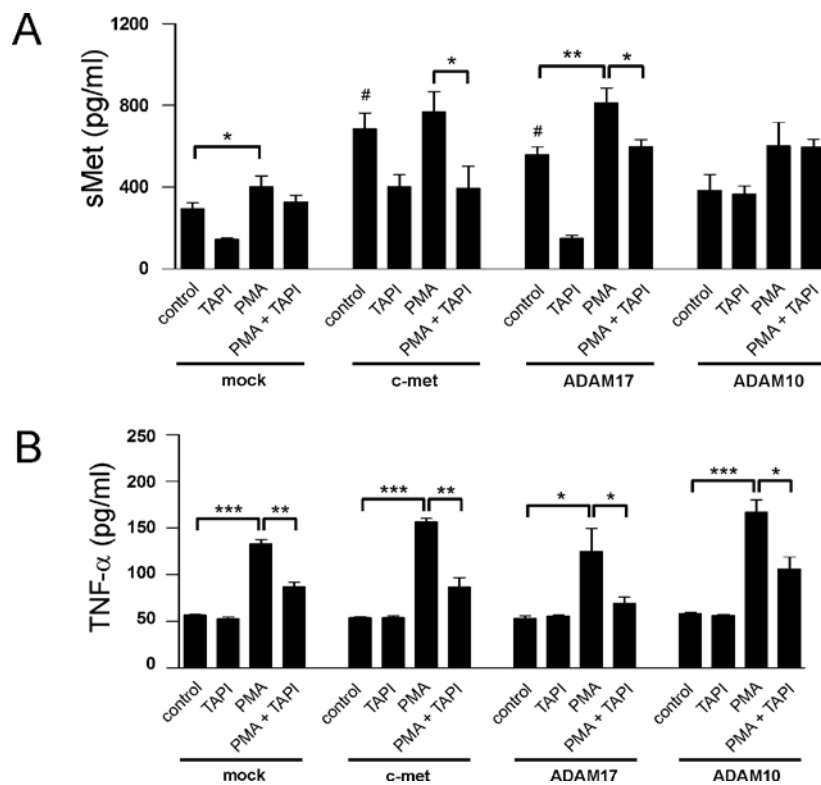 A
sMet (pg/ml)
1200
800
400
0
*
#
*
#
**
*
control
TAPI
PMA
PMA + TAPI
control
TAPI
PMA
PMA + TAPI
control
TAPI
PMA
PMA + TAPI
control
TAPI
PMA
PMA + TAPI
mock
c-met
ADAM17
ADAM10
B
TNF-α (pg/ml)
250
200
150
100
50
0
***
**
***
**
*
*
***
*
control
TAPI
PMA
PMA + TAPI
control
TAPI
PMA
PMA + TAPI
control
TAPI
PMA
PMA + TAPI
control
TAPI
PMA
PMA + TAPI
mock
c-met
ADAM17
ADAM10